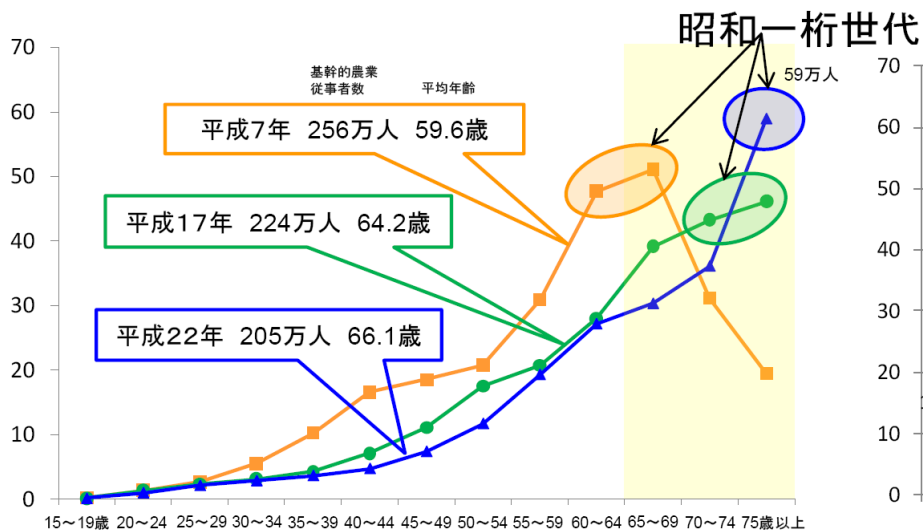 昭和一桁世代
70
60
50
40
30
20
10
0
基幹的農業
従事者数
平均年齢
59万人
平成7年 256万人 59.6歳
平成17年 224万人 64.2歳
平成22年 205万人 66.1歳
15～19歳 20～24 25～29 30～34 35～39 40～44 45～49 50～54 55～59 60～64 65～69 70～74 75歳以上
70
60
50
40
30
20
10
0